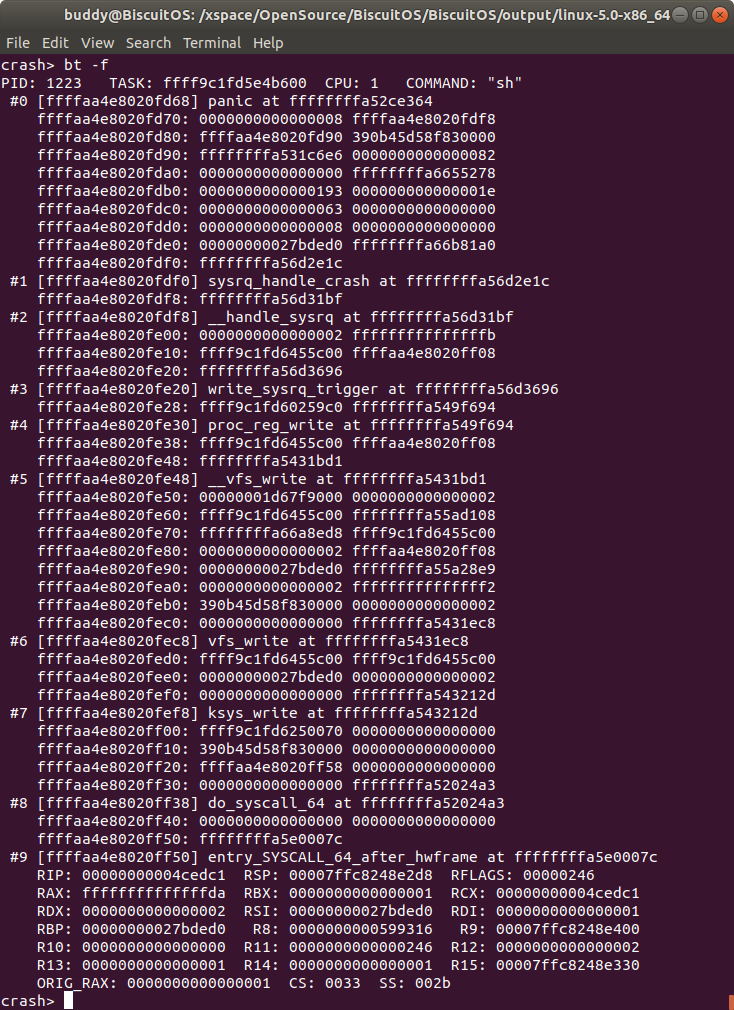 buddy@BiscuitOS: /xspace/OpenSource/BiscuitOS/BiscuitOS/output/linux-5.0-x86_64
File Edit View Search Terminal Help
crash> bt -f
PID: 1223   TASK: ffff9c1fd5e4b600  CPU: 1   COMMAND: "sh"
 #0 [ffffaa4e8020fd68] panic at ffffffffa52ce364
    ffffaa4e8020fd70: 0000000000000008 ffffaa4e8020fdf8
    ffffaa4e8020fd80: ffffaa4e8020fd90 390b45d58f830000
    ffffaa4e8020fd90: ffffffffa531c6e6 0000000000000082
    ffffaa4e8020fda0: 0000000000000000 ffffffffa6655278
    ffffaa4e8020fdb0: 0000000000000193 000000000000001e
    ffffaa4e8020fdc0: 0000000000000063 0000000000000000
    ffffaa4e8020fdd0: 0000000000000008 0000000000000000
    ffffaa4e8020fde0: 00000000027bded0 ffffffffa66b81a0
    ffffaa4e8020fdf0: ffffffffa56d2e1c
 #1 [ffffaa4e8020fdf0] sysrq_handle_crash at ffffffffa56d2e1c
    ffffaa4e8020fdf8: ffffffffa56d31bf
 #2 [ffffaa4e8020fdf8] __handle_sysrq at ffffffffa56d31bf
    ffffaa4e8020fe00: 0000000000000002 fffffffffffffffb
    ffffaa4e8020fe10: ffff9c1fd6455c00 ffffaa4e8020ff08
    ffffaa4e8020fe20: ffffffffa56d3696
 #3 [ffffaa4e8020fe20] write_sysrq_trigger at ffffffffa56d3696
    ffffaa4e8020fe28: ffff9c1fd60259c0 ffffffffa549f694
 #4 [ffffaa4e8020fe30] proc_reg_write at ffffffffa549f694
    ffffaa4e8020fe38: ffff9c1fd6455c00 ffffaa4e8020ff08
    ffffaa4e8020fe48: ffffffffa5431bd1
 #5 [ffffaa4e8020fe48] __vfs_write at ffffffffa5431bd1
    ffffaa4e8020fe50: 00000001d67f9000 0000000000000002
    ffffaa4e8020fe60: ffff9c1fd6455c00 ffffffffa55ad108
    ffffaa4e8020fe70: ffffffffa66a8ed8 ffff9c1fd6455c00
    ffffaa4e8020fe80: 0000000000000002 ffffaa4e8020ff08
    ffffaa4e8020fe90: 00000000027bded0 ffffffffa55a28e9
    ffffaa4e8020fea0: 0000000000000002 fffffffffffffff2
    ffffaa4e8020feb0: 390b45d58f830000 0000000000000002
    ffffaa4e8020fec0: 0000000000000000 ffffffffa5431ec8
 #6 [ffffaa4e8020fec8] vfs_write at ffffffffa5431ec8
    ffffaa4e8020fed0: ffff9c1fd6455c00 ffff9c1fd6455c00
    ffffaa4e8020fee0: 00000000027bded0 0000000000000002
    ffffaa4e8020fef0: 0000000000000000 ffffffffa543212d
 #7 [ffffaa4e8020fef8] ksys_write at ffffffffa543212d
    ffffaa4e8020ff00: ffff9c1fd6250070 0000000000000000
    ffffaa4e8020ff10: 390b45d58f830000 0000000000000000
    ffffaa4e8020ff20: ffffaa4e8020ff58 0000000000000000
    ffffaa4e8020ff30: 0000000000000000 ffffffffa52024a3
 #8 [ffffaa4e8020ff38] do_syscall_64 at ffffffffa52024a3
    ffffaa4e8020ff40: 0000000000000000 0000000000000000
    ffffaa4e8020ff50: ffffffffa5e0007c
 #9 [ffffaa4e8020ff50] entry_SYSCALL_64_after_hwframe at ffffffffa5e0007c
    RIP: 00000000004cedc1  RSP: 00007ffc8248e2d8  RFLAGS: 00000246
    RAX: ffffffffffffffda  RBX: 0000000000000001  RCX: 00000000004cedc1
    RDX: 0000000000000002  RSI: 00000000027bded0  RDI: 0000000000000001
    RBP: 00000000027bded0   R8: 0000000000599316   R9: 00007ffc8248e400
    R10: 0000000000000000  R11: 0000000000000246  R12: 0000000000000002
    R13: 0000000000000001  R14: 0000000000000001  R15: 00007ffc8248e330
    ORIG_RAX: 0000000000000001  CS: 0033  SS: 002b
crash>